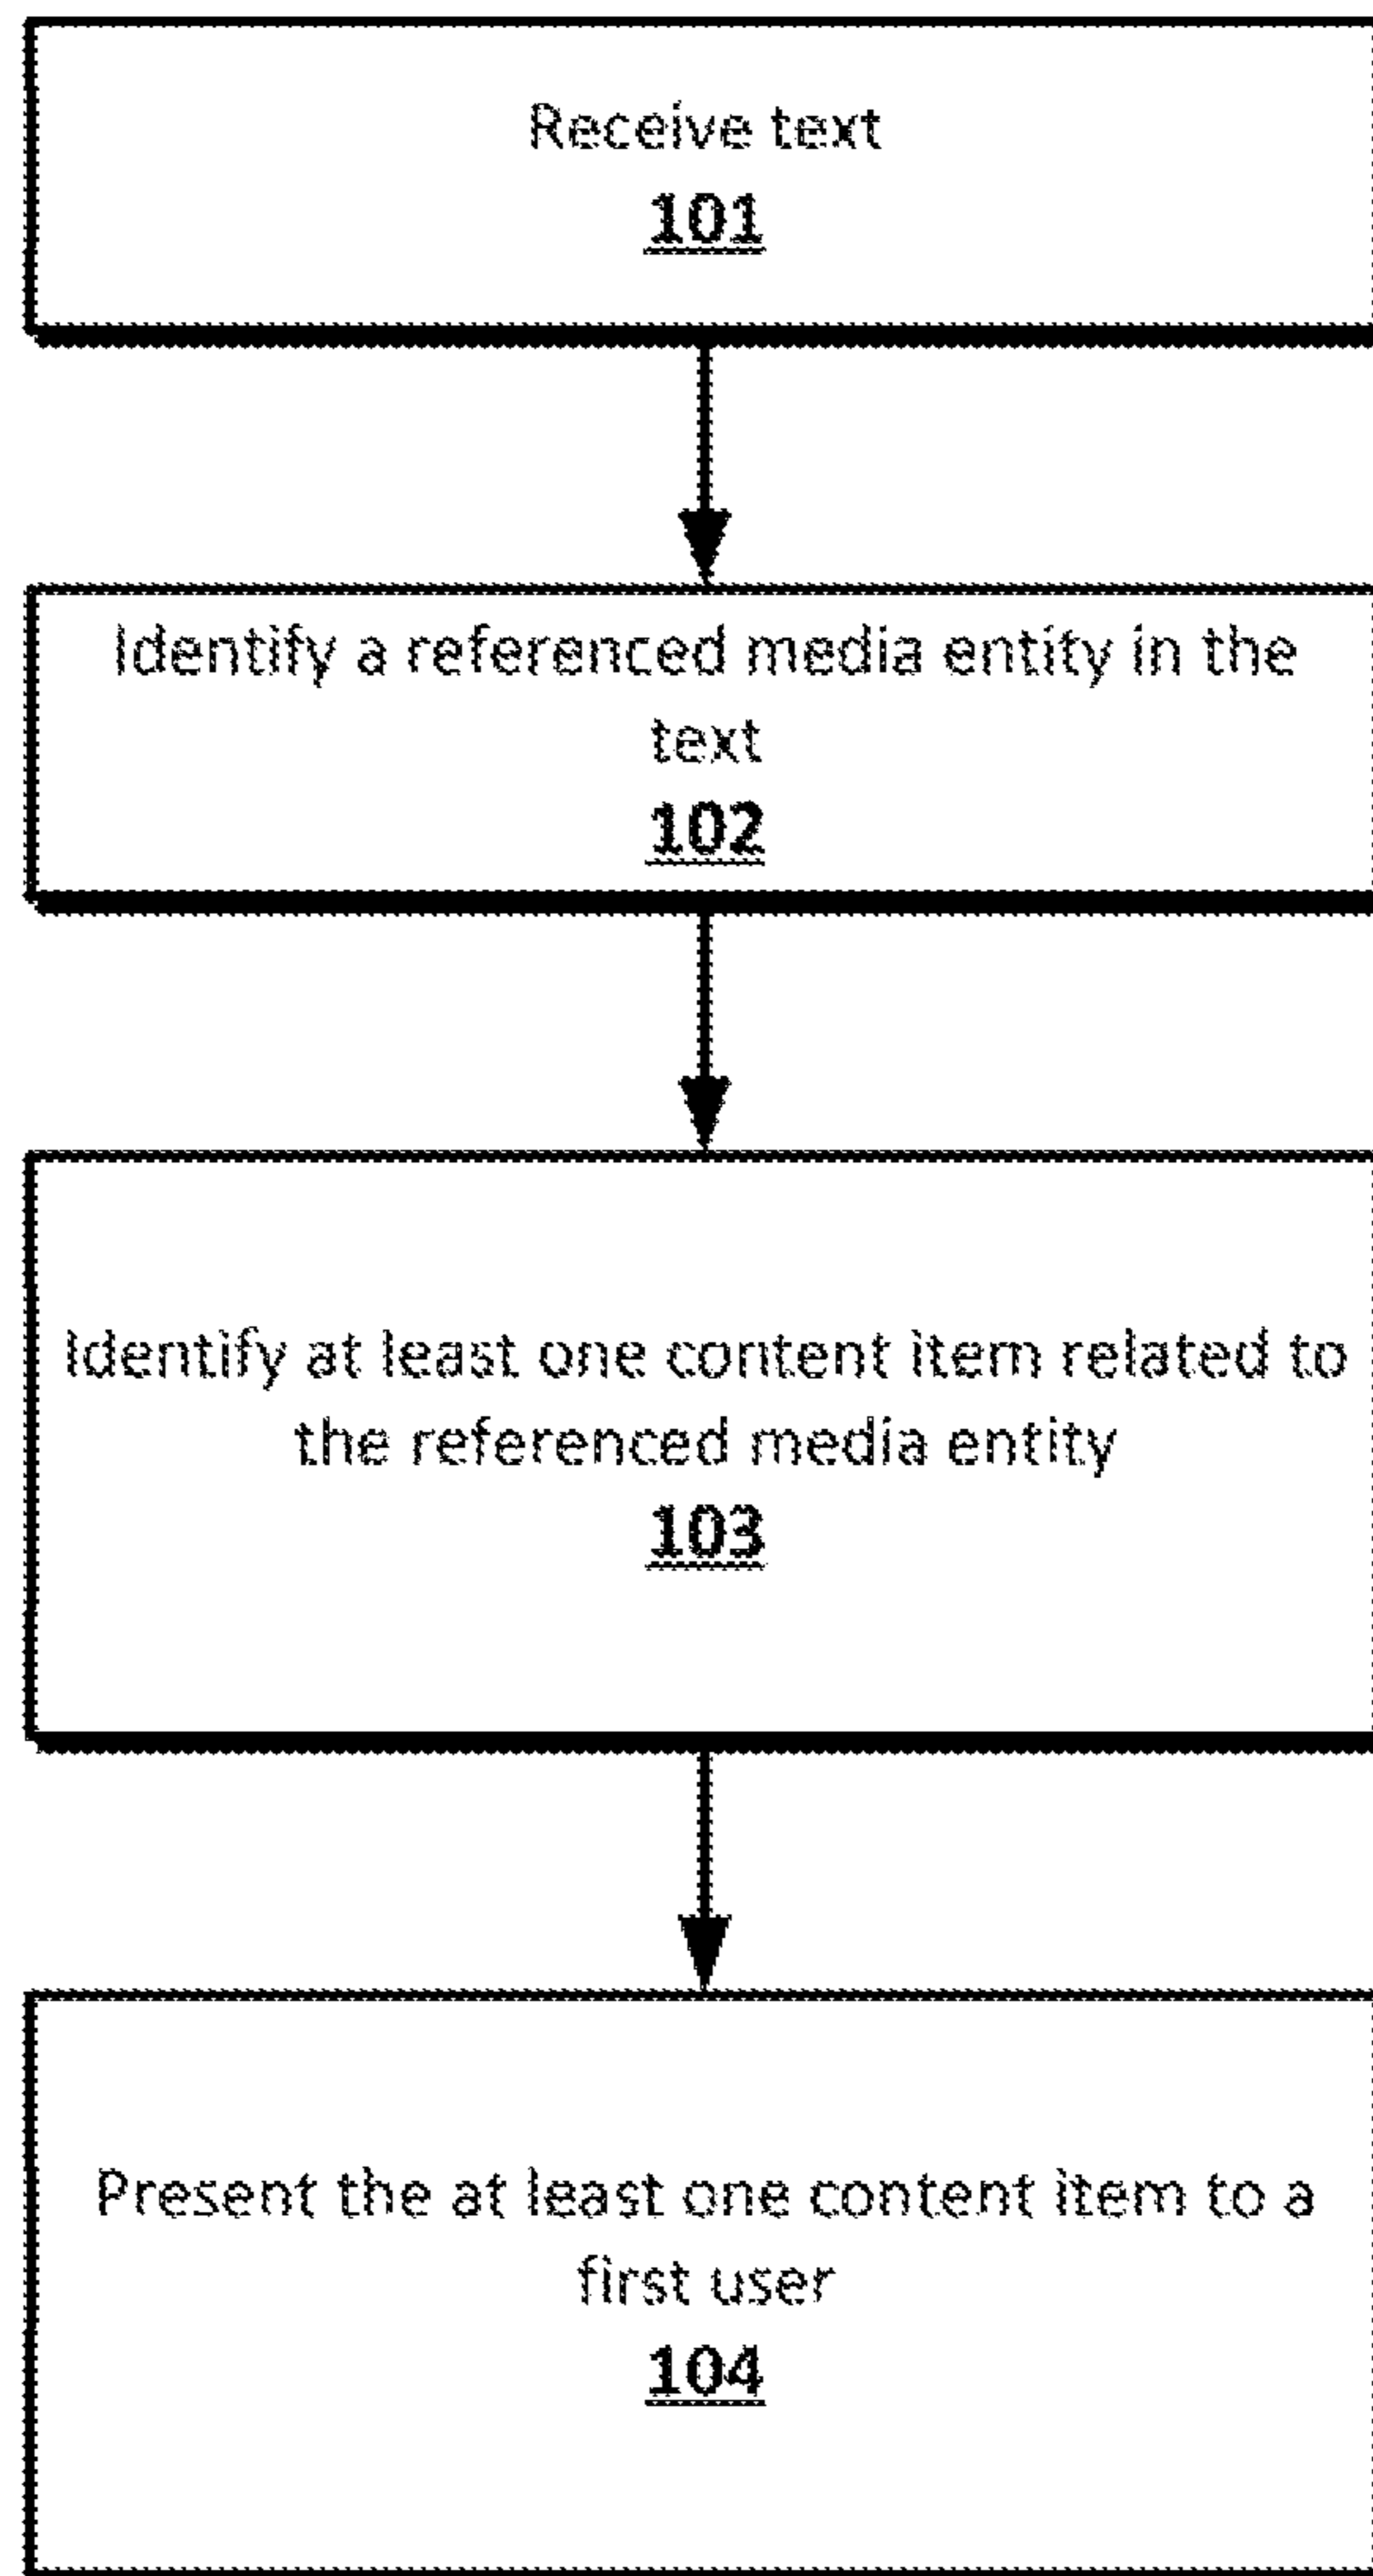 Receive text
101
Identify a referenced media entity in the
text
102
Identify at least one content item related to
the referenced media entity
103
Present the at least one content item to a
first user
104